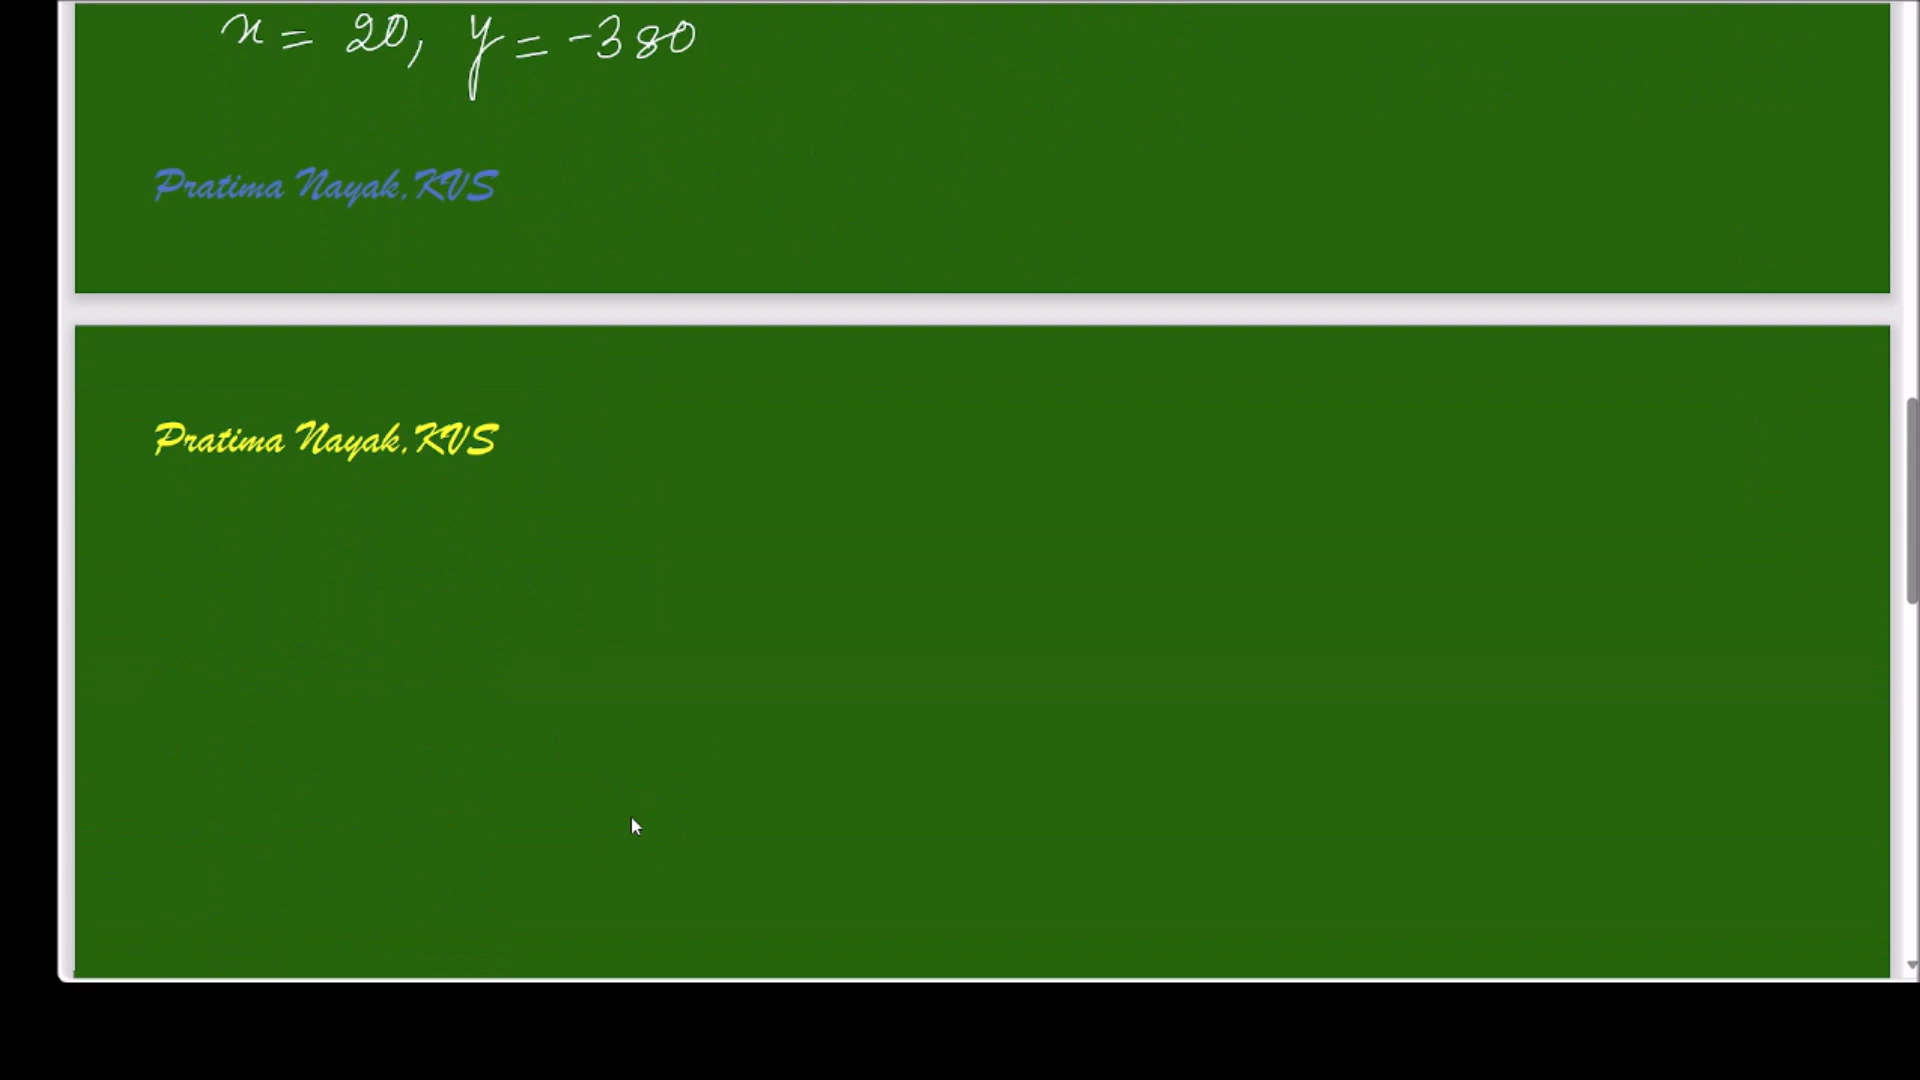 x = 20, y = -380
Pratima Nayak,KVS
Pratima Nayak,KVS